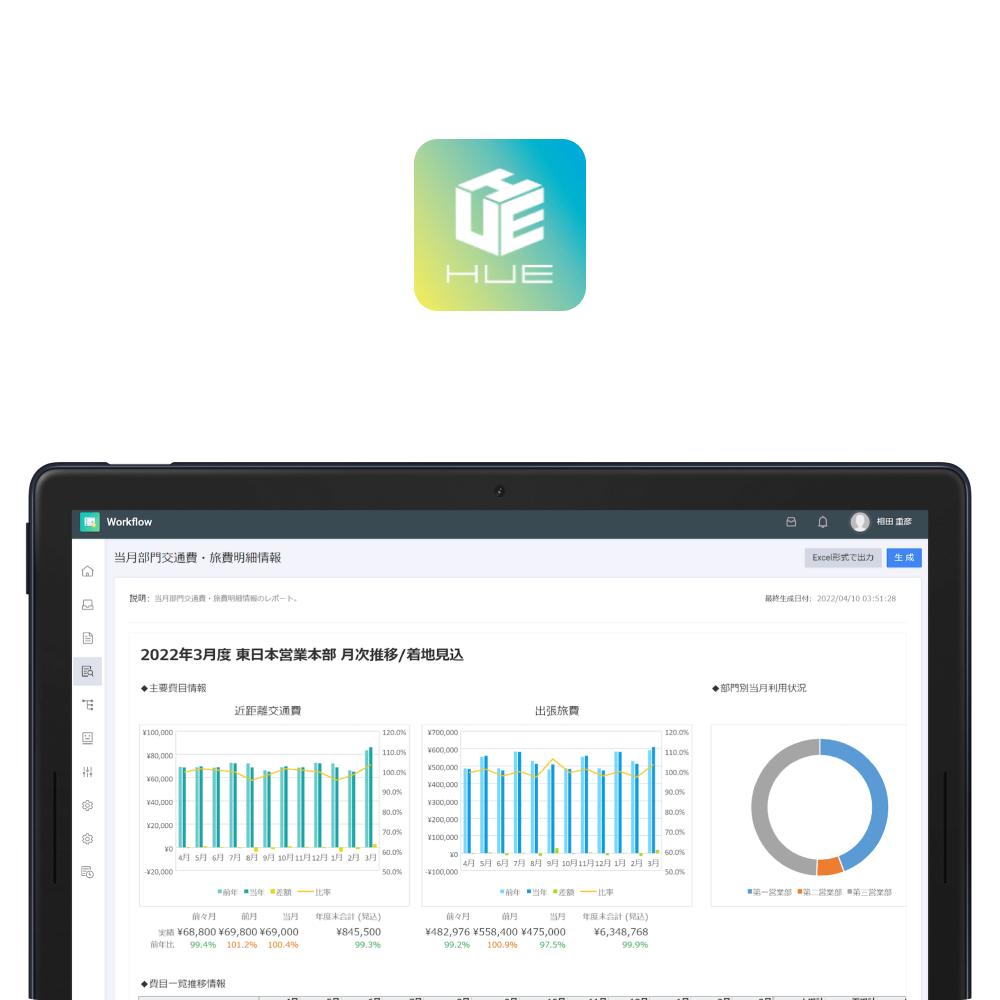 HUE
Workflow
相田 重彦
当月部門交通費・旅費明細情報
Excel形式で出力
生 成
説明: 当月部門交通費・旅費明細情報のレポート。
最終生成日付: 2022/04/10 03:51:28
2022年3月度 東日本営業本部 月次推移/着地見込
◆主要費目情報
◆部門別当月利用状況
近距離交通費
出張旅費
¥100,000
¥80,000
¥60,000
¥40,000
¥20,000
¥0
-¥20,000
120.0%
110.0%
100.0%
90.0%
80.0%
70.0%
60.0%
50.0%
4月 5月 6月 7月 8月 9月 10月 11月 12月 1月 2月 3月
前年 当年 差額 比率
¥700,000
¥600,000
¥500,000
¥400,000
¥300,000
¥200,000
¥100,000
¥0
-¥100,000
120.0%
110.0%
100.0%
90.0%
80.0%
70.0%
60.0%
50.0%
4月 5月 6月 7月 8月 9月 10月 11月 12月 1月 2月 3月
前年 当年 差額 比率
第一営業部 第二営業部 第三営業部
前々月 前月 当月 年度末合計 (見込)
実績 ¥68,800 ¥69,800 ¥69,000 ¥845,500
前年比 99.4% 101.2% 100.4% 99.3%
前々月 前月 当月 年度末合計 (見込)
¥482,976 ¥558,400 ¥475,000 ¥6,348,768
99.2% 100.9% 97.5% 99.9%
◆費目一覧推移情報